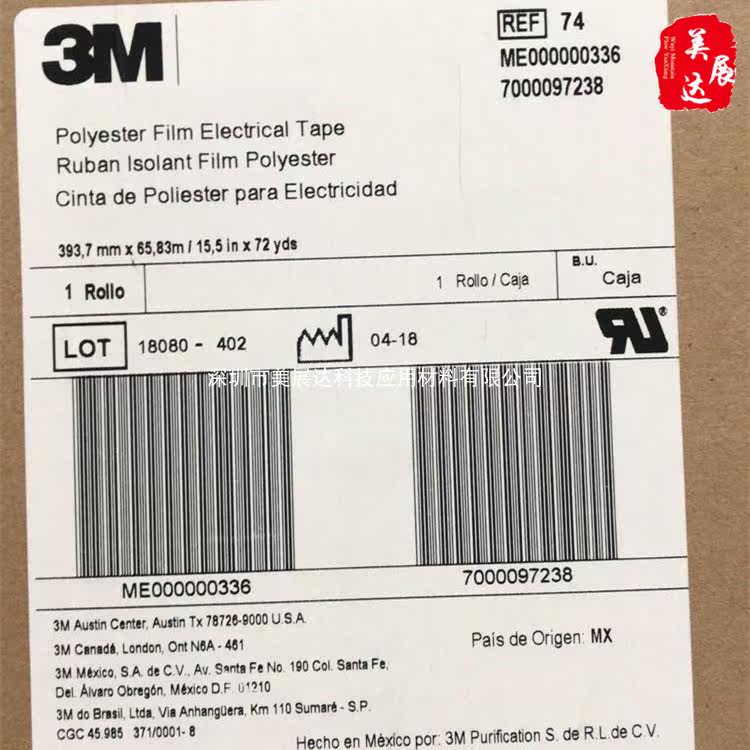 3M
REF 74
ME000000336
7000097238
美展达
Wuyi Mountain
Polyester Film Electrical Tape
Ruban Isolant Film Polyester
Cinta de Poliester para Electricidad
393,7 mm x 65,83m / 15,5 in x 72 yds
1 Rollo
1 Rollo / Caja
B.U.
Caja
LOT 18080 - 402
04-18
RU®
深圳市美展达科技应用材料有限公司
ME000000336
7000097238
3M Austin Center, Austin Tx 78726-9000 U.S.A.
3M Canadá, London, Ont N6A - 461
3M México, S.A. de C.V., Av. Santa Fe No. 190 Col. Santa Fe,
Del. Álvaro Obregón, México D.F. 01210
3M do Brasil, Ltda, Via Anhangüera, Km 110 Sumaré - S.P.
CGC 45.985 371/0001- 8
País de Origen: MX
Hecho en México por: 3M Purification S. de R.L.de C.V.